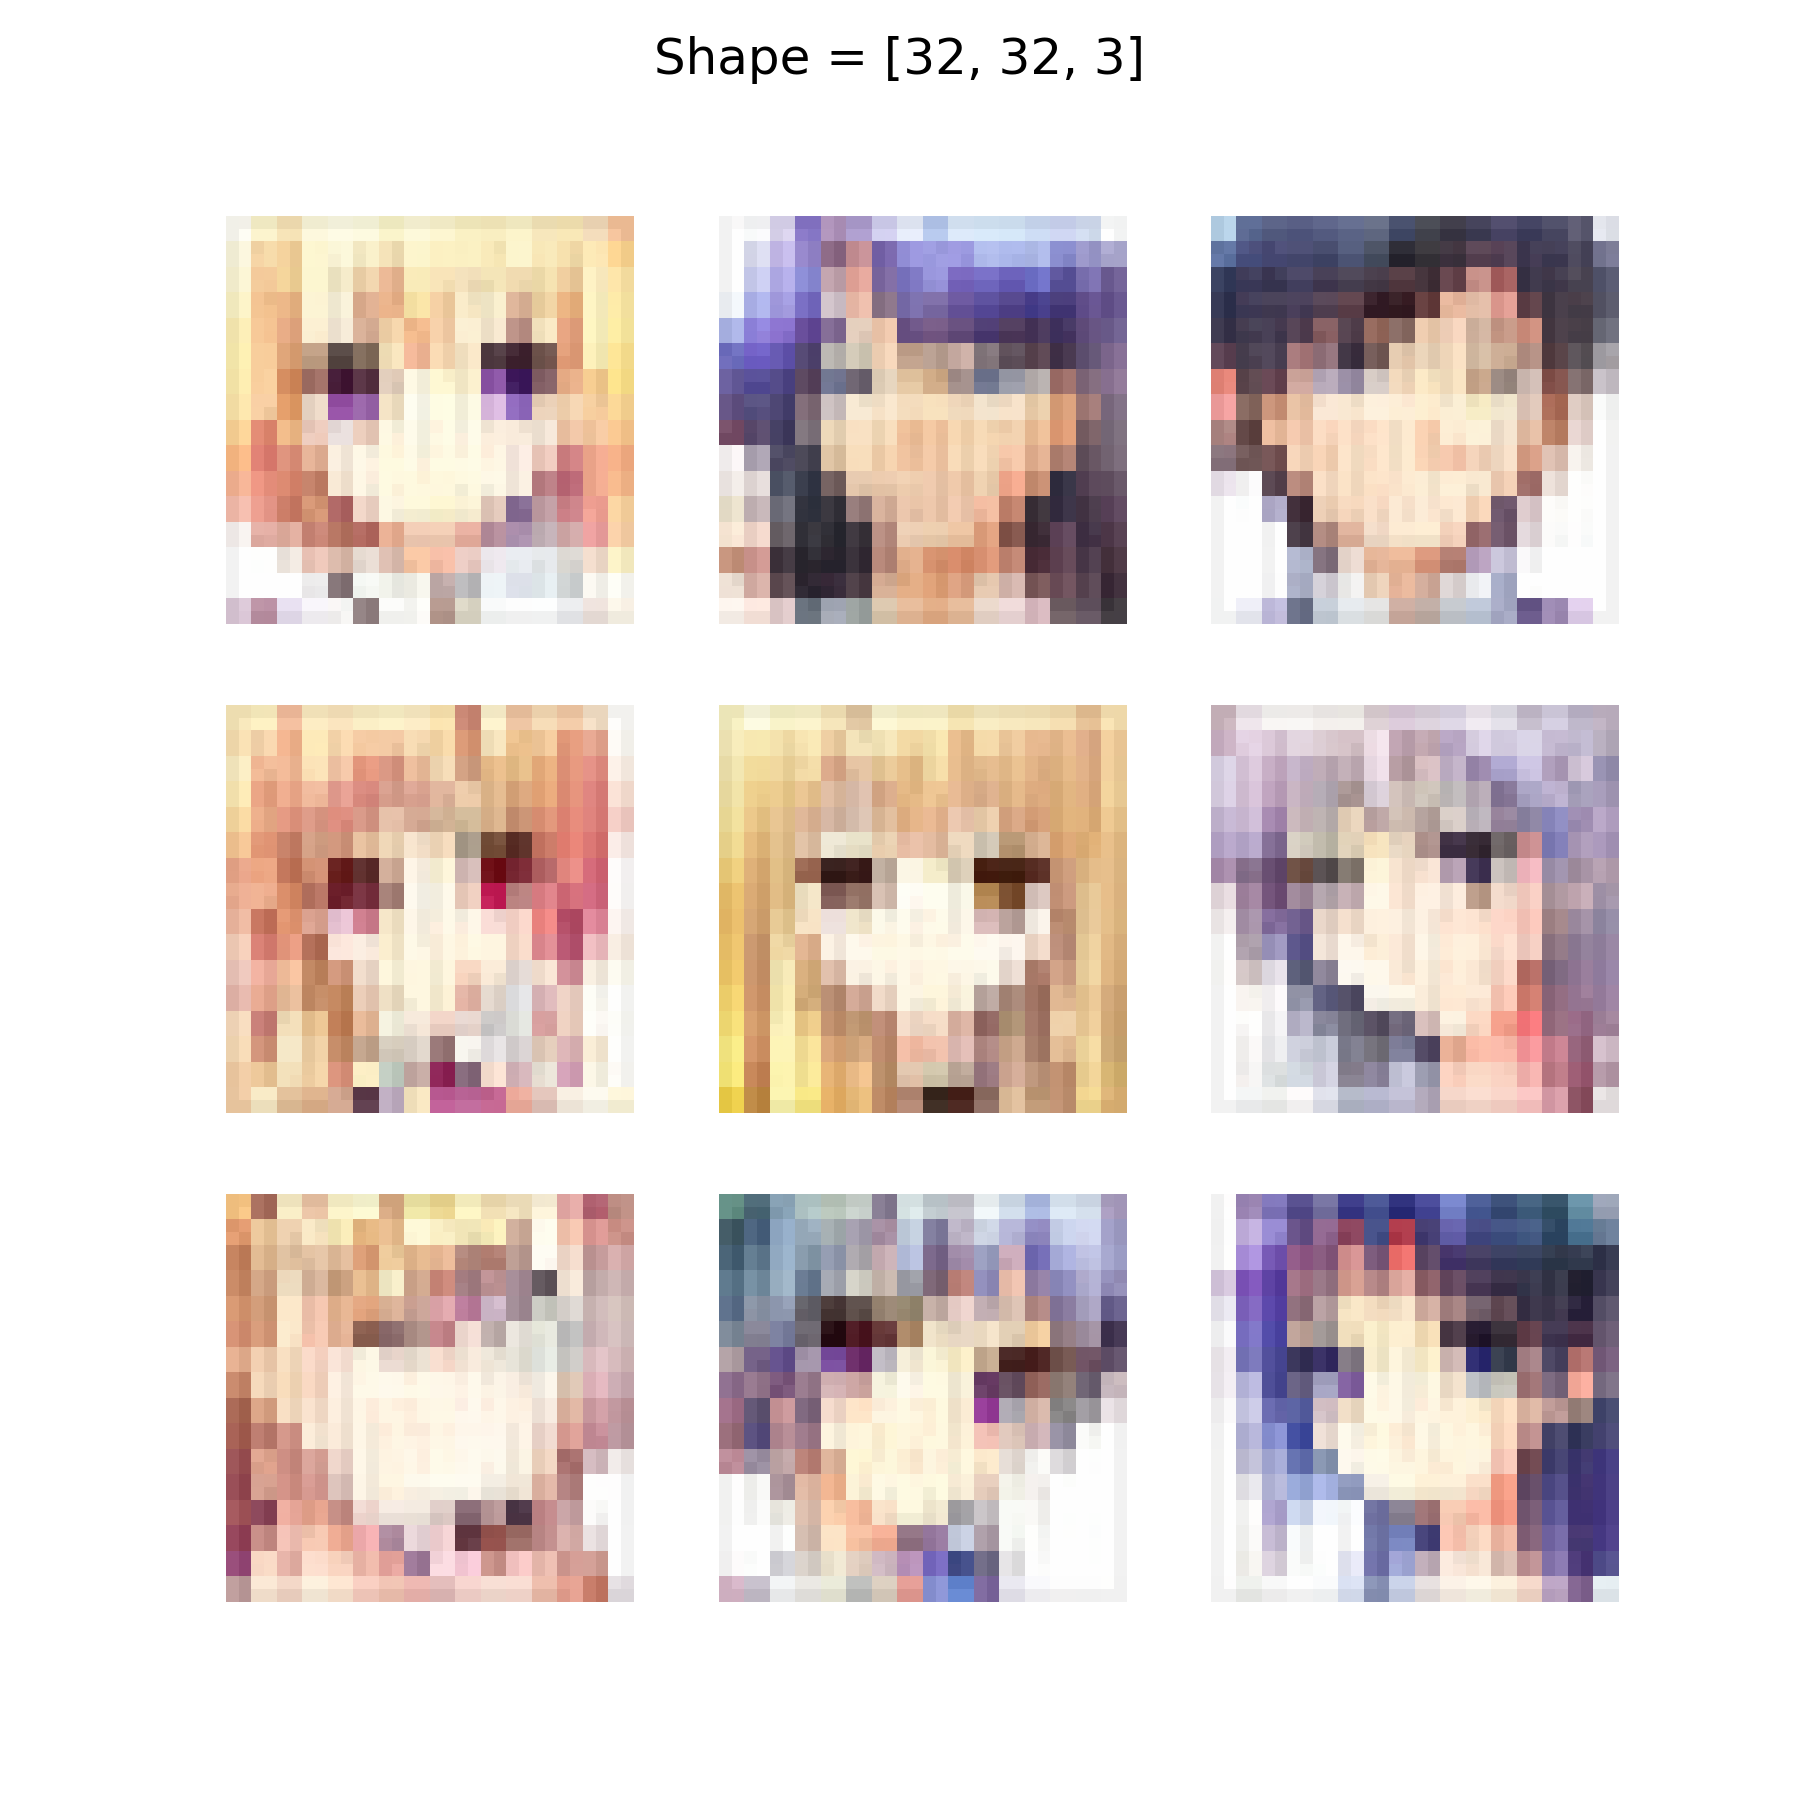 Shape = [32, 32, 3]